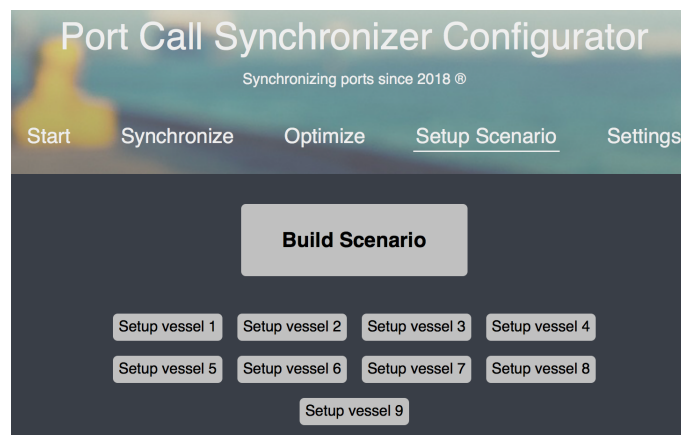 Port Call Synchronizer Configurator
Synchronizing ports since 2018 ®
Start Synchronize Optimize Setup Scenario Settings
Build Scenario
Setup vessel 1 Setup vessel 2 Setup vessel 3 Setup vessel 4
Setup vessel 5 Setup vessel 6 Setup vessel 7 Setup vessel 8
Setup vessel 9